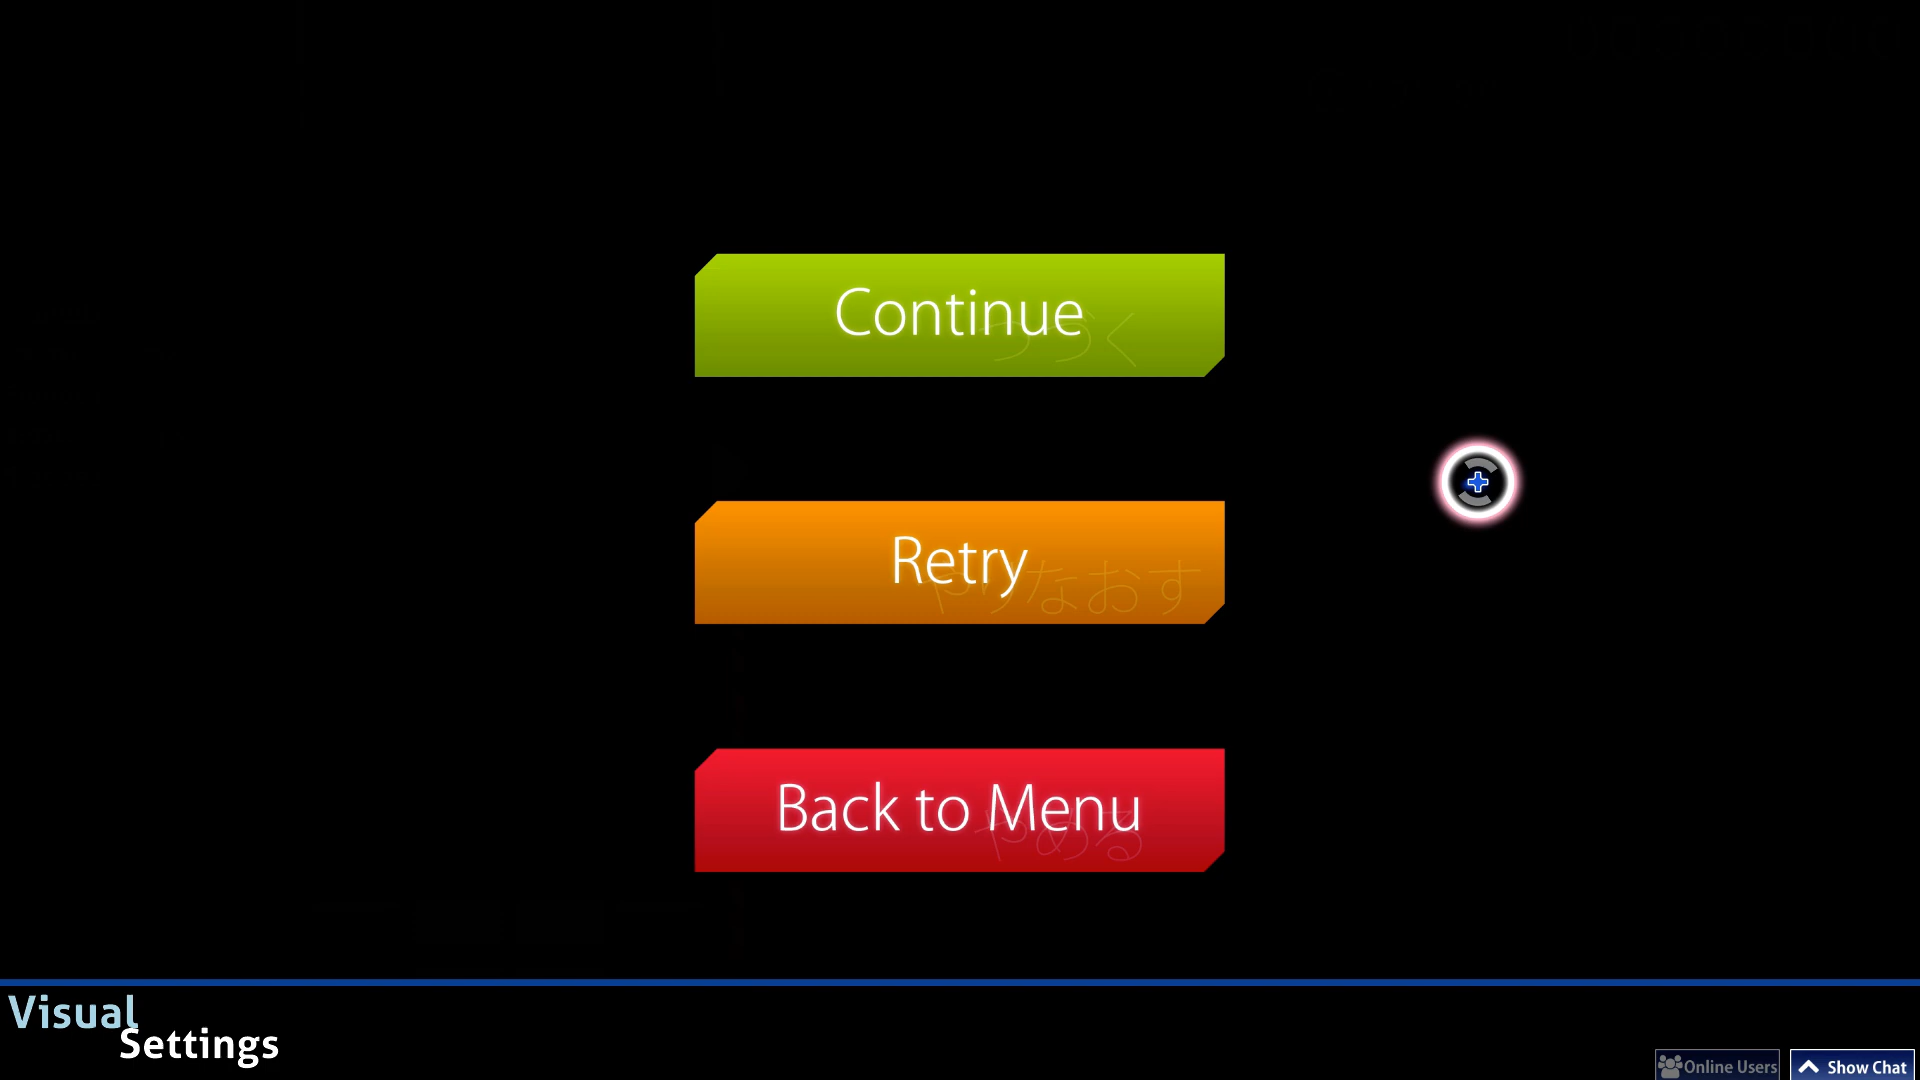 Continue
つづく
Retry
やりなおす
Back to Menu
やめる
Visual
Settings
Online Users
Show Chat